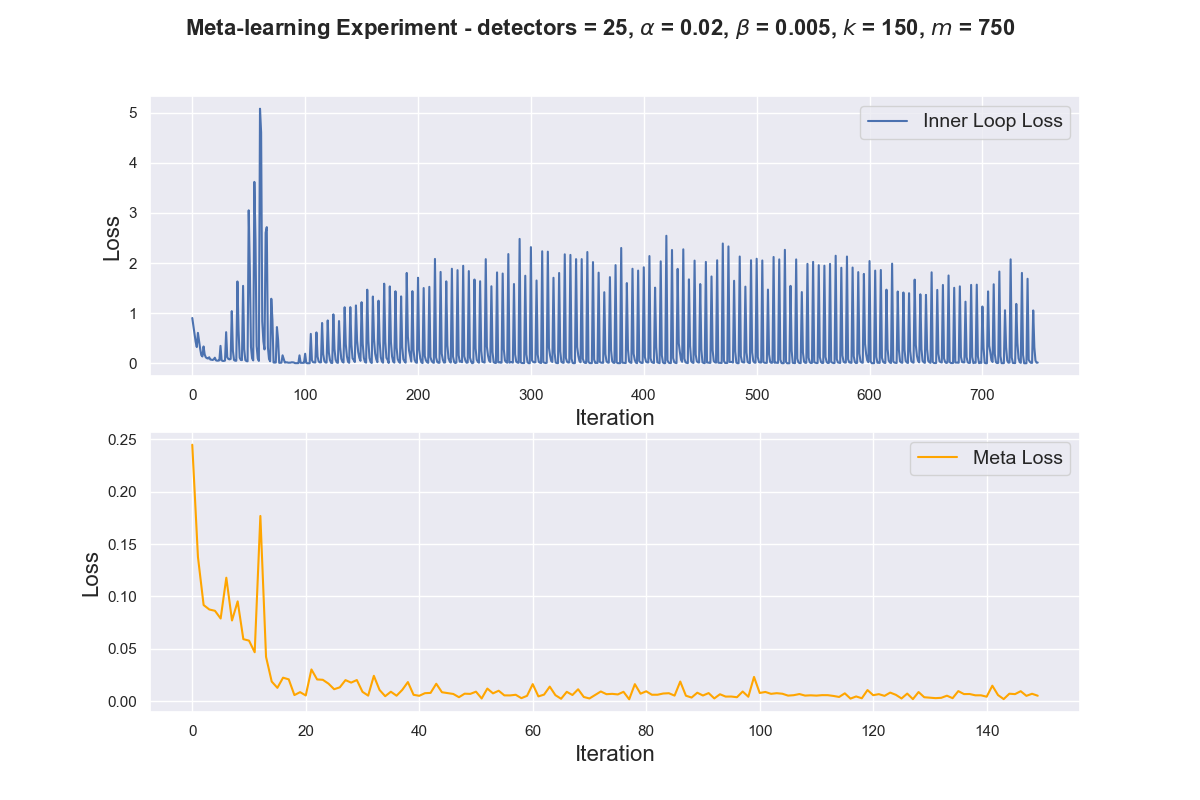 Meta-learning Experiment - detectors = 25, α = 0.02, β = 0.005, k = 150, m = 750
5
4
3
2
1
0
Loss
Inner Loop Loss
0 100 200 300 400 500 600 700
Iteration
0.25
0.20
0.15
0.10
0.05
0.00
Loss
Meta Loss
0 20 40 60 80 100 120 140
Iteration